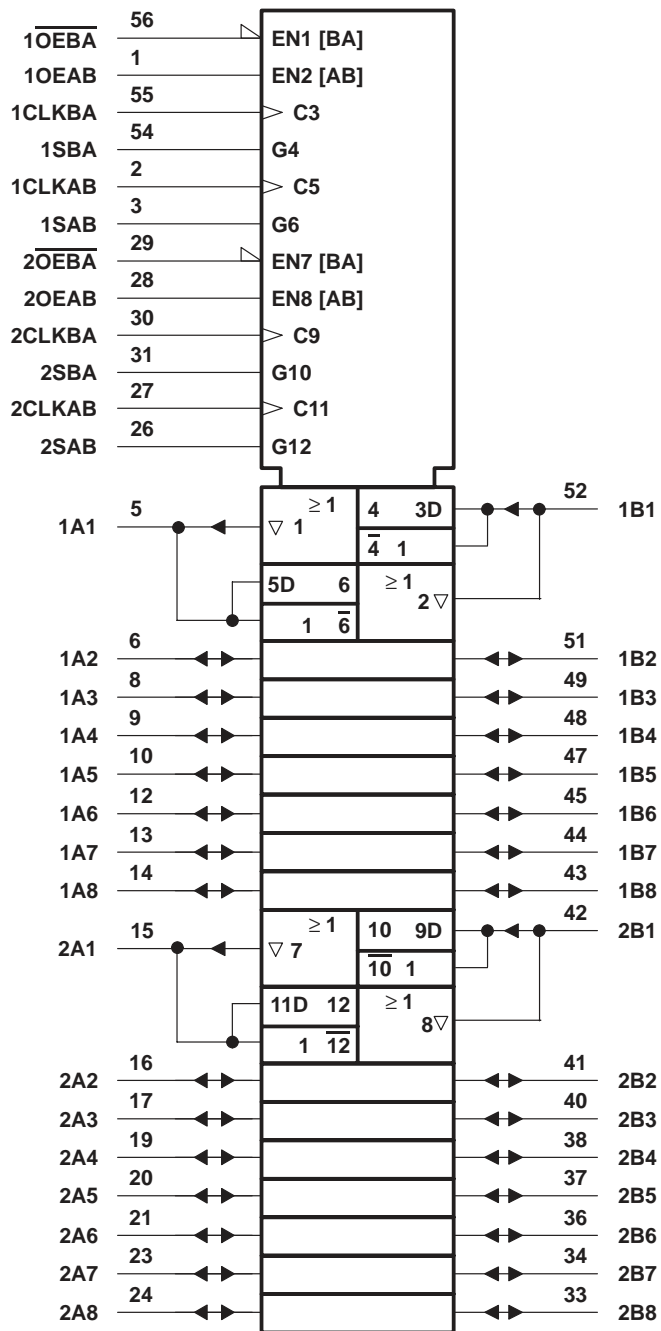 56
1O̅E̅B̅A̅ EN1 [BA]
1
1OEAB EN2 [AB]
55
1CLKBA C3
54
1SBA G4
2
1CLKAB C5
3
1SAB G6
29
2O̅E̅B̅A̅ EN7 [BA]
28
2OEAB EN8 [AB]
30
2CLKBA C9
31
2SBA G10
27
2CLKAB C11
26
2SAB G12
5 ≥ 1 4 3D 52
1A1 ▽ 1 1B1
4̅ 1
5D 6 ≥ 1
2 ▽
1 6̅
6 51
1A2 1B2
8 49
1A3 1B3
9 48
1A4 1B4
10 47
1A5 1B5
12 45
1A6 1B6
13 44
1A7 1B7
14 43
1A8 1B8
15 ≥ 1 10 9D 42
2A1 ▽ 7 2B1
1̅0̅ 1
11D 12 ≥ 1
8▽
1 1̅2̅
16 41
2A2 2B2
17 40
2A3 2B3
19 38
2A4 2B4
20 37
2A5 2B5
21 36
2A6 2B6
23 34
2A7 2B7
24 33
2A8 2B8